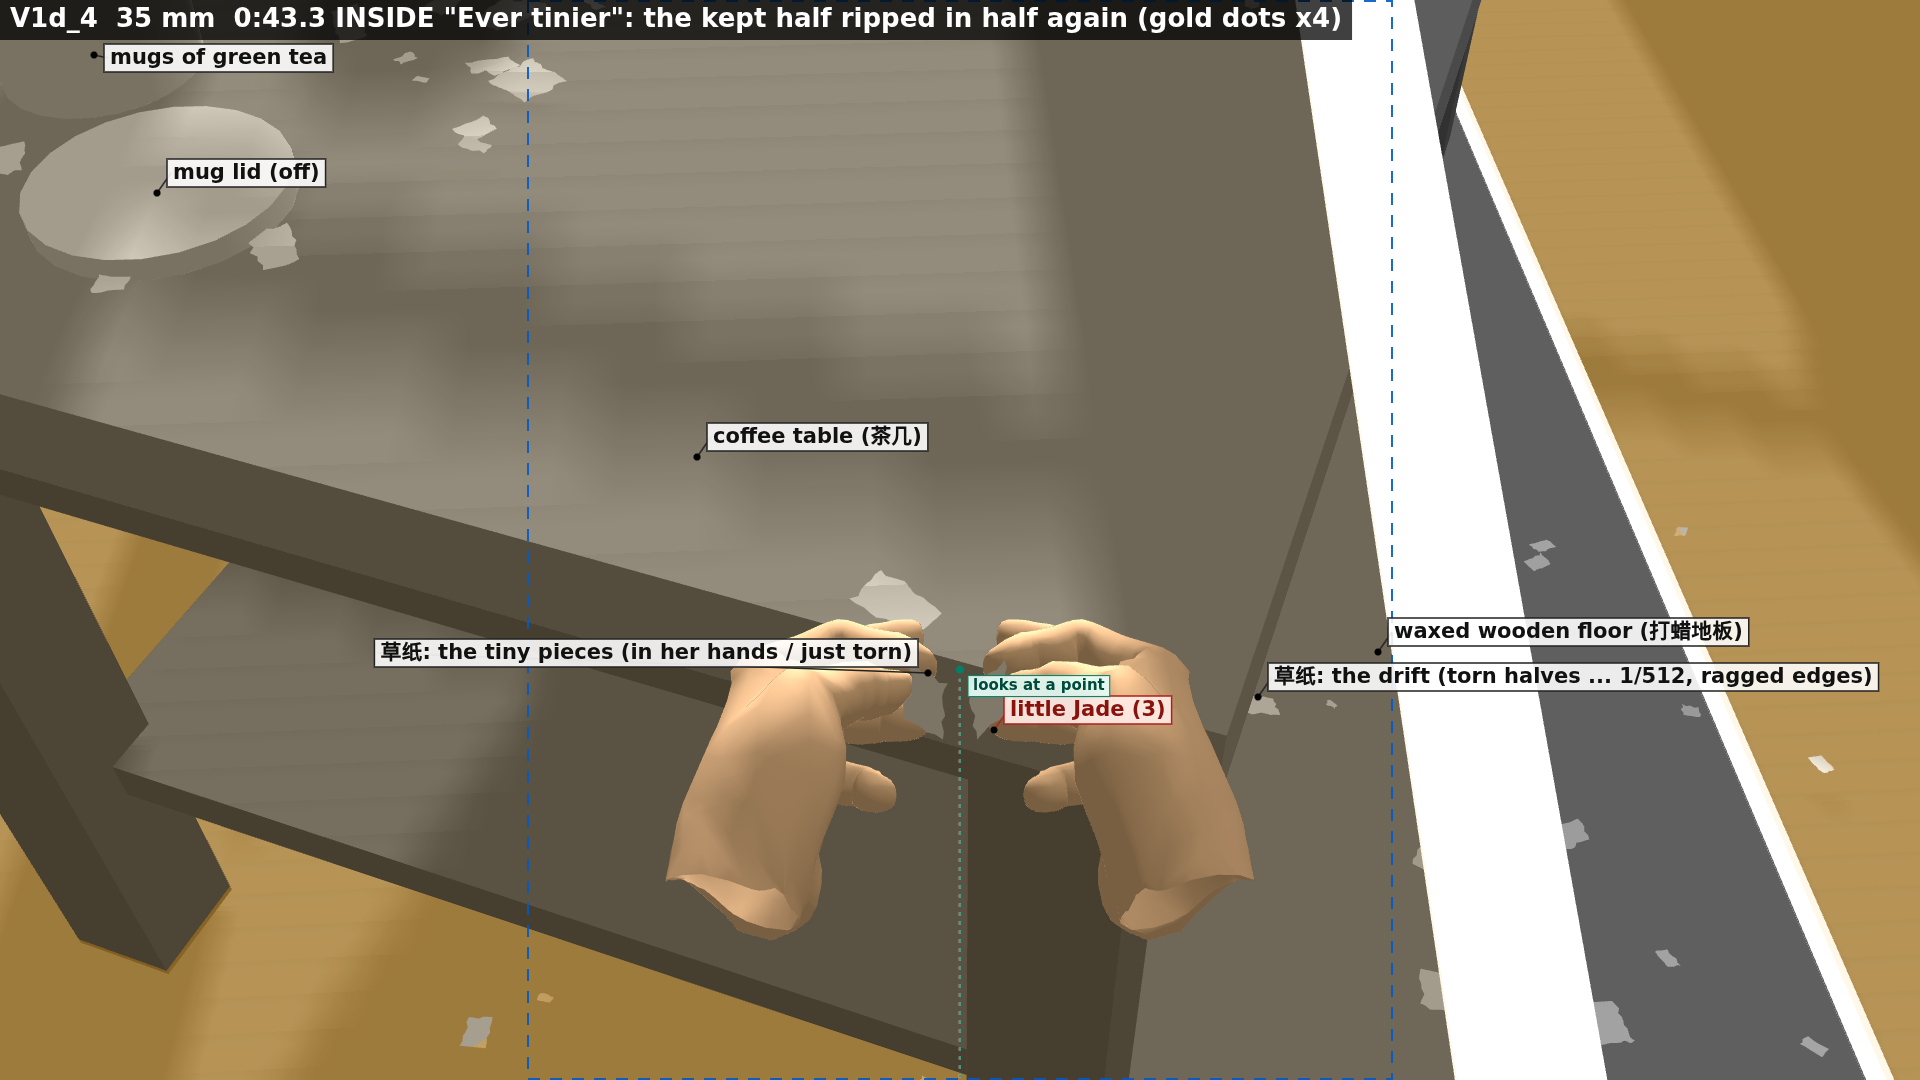 V1d_4  35 mm  0:43.3 INSIDE "Ever tinier": the kept half ripped in half again (gold dots x4)
mugs of green tea
mug lid (off)
coffee table (茶几)
waxed wooden floor (打蜡地板)
草纸: the tiny pieces (in her hands / just torn)
草纸: the drift (torn halves ... 1/512, ragged edges)
looks at a point
little Jade (3)